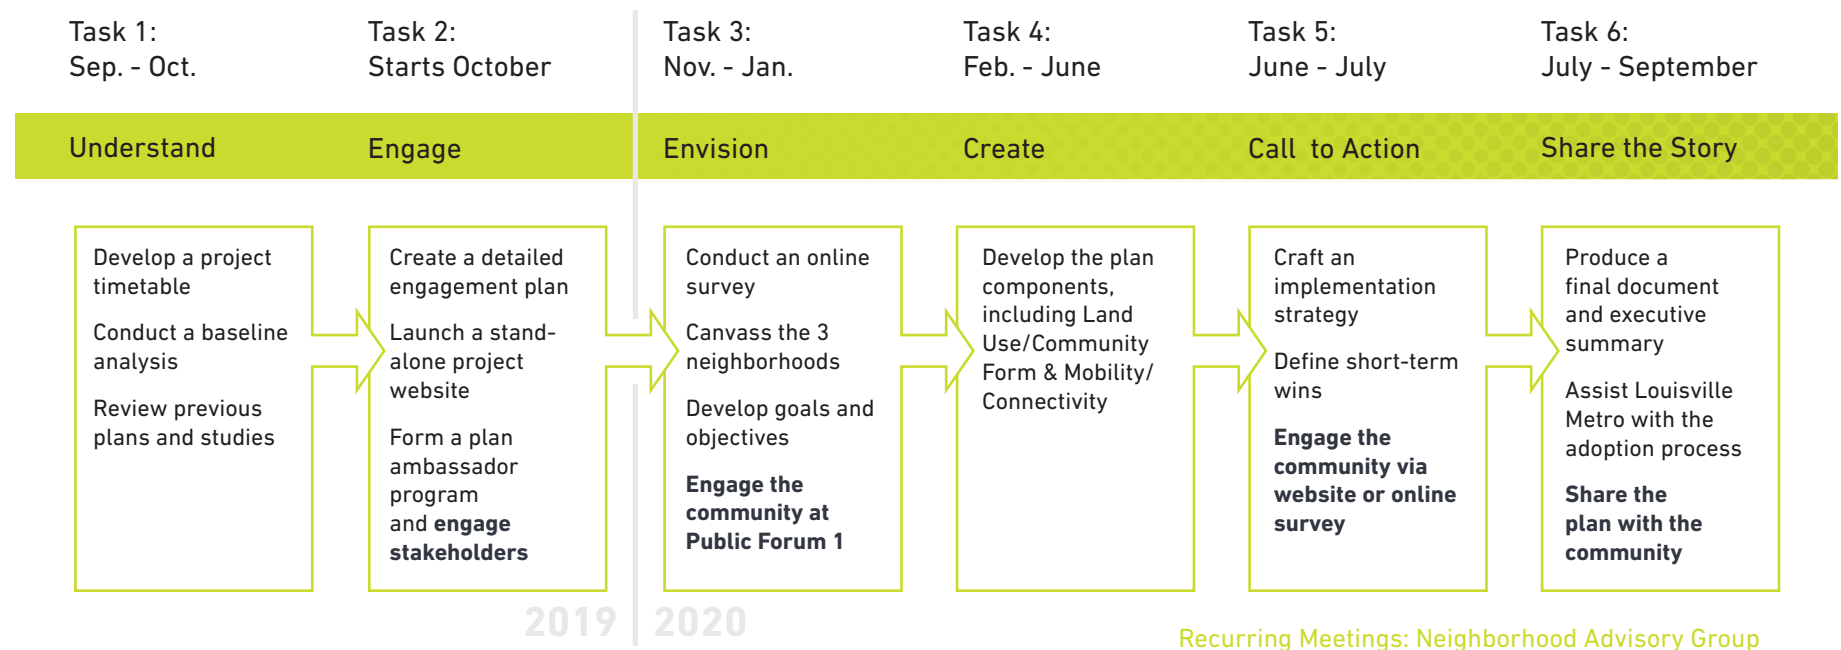 Task 1:
Sep. - Oct.
Task 2:
Starts October
Task 3:
Nov. - Jan.
Task 4:
Feb. - June
Task 5:
June - July
Task 6:
July - September
Understand
Engage
Envision
Create
Call to Action
Share the Story
Develop a project
timetable
Conduct a baseline
analysis
Review previous
plans and studies
Create a detailed
engagement plan
Launch a stand-
alone project
website
Form a plan
ambassador
program
and engage
stakeholders
Conduct an online
survey
Canvass the 3
neighborhoods
Develop goals and
objectives
Engage the
community at
Public Forum 1
Develop the plan
components,
including Land
Use/Community
Form & Mobility/
Connectivity
Craft an
implementation
strategy
Define short-term
wins
Engage the
community via
website or online
survey
Produce a
final document
and executive
summary
Assist Louisville
Metro with the
adoption process
Share the
plan with the
community
2019
2020
Recurring Meetings: Neighborhood Advisory Group